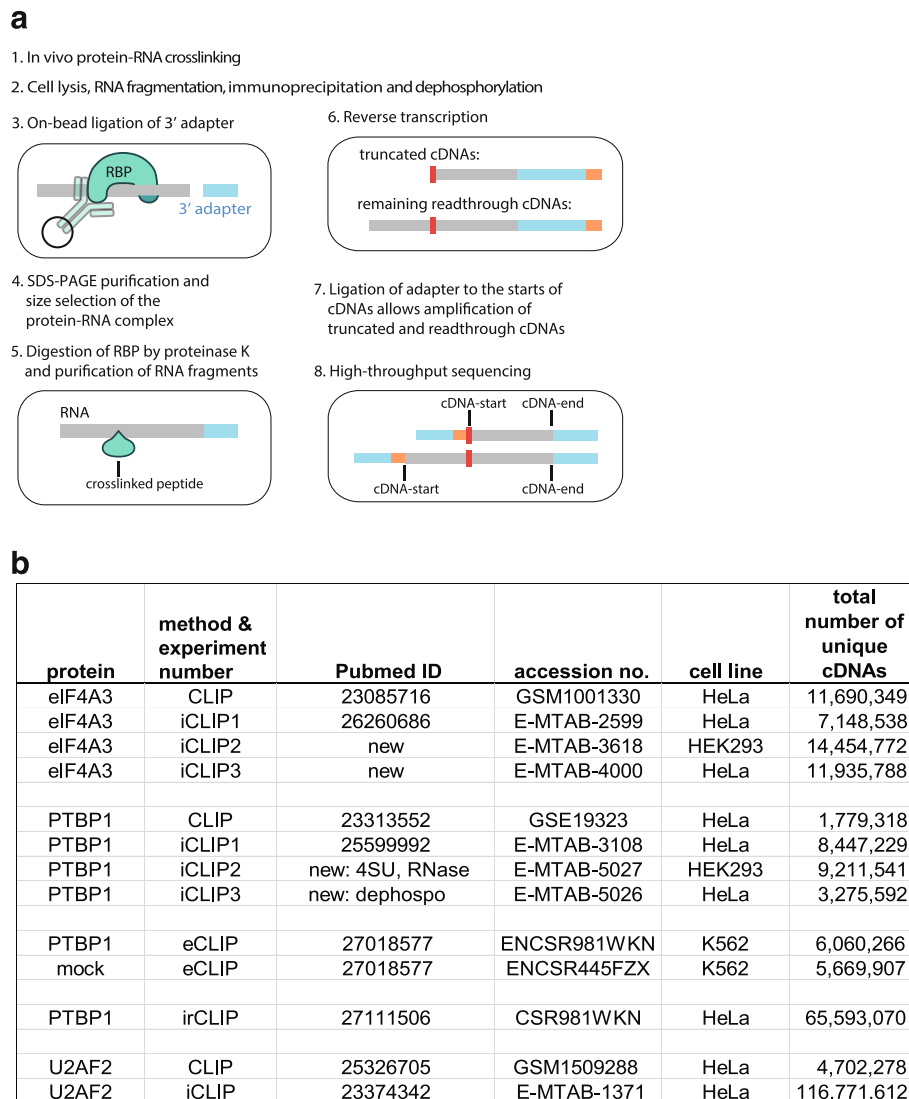 a
1. In vivo protein-RNA crosslinking
2. Cell lysis, RNA fragmentation, immunoprecipitation and dephosphorylation
3. On-bead ligation of 3′ adapter
RBP
3′ adapter
4. SDS-PAGE purification and
size selection of the
protein-RNA complex
5. Digestion of RBP by proteinase K
and purification of RNA fragments
RNA
crosslinked peptide
6. Reverse transcription
truncated cDNAs:
remaining readthrough cDNAs:
7. Ligation of adapter to the starts of
cDNAs allows amplification of
truncated and readthrough cDNAs
8. High-throughput sequencing
cDNA-start cDNA-end
cDNA-start cDNA-end
b
protein method & experiment number Pubmed ID accession no. cell line total number of unique cDNAs
eIF4A3 CLIP 23085716 GSM1001330 HeLa 11,690,349
eIF4A3 iCLIP1 26260686 E-MTAB-2599 HeLa 7,148,538
eIF4A3 iCLIP2 new E-MTAB-3618 HEK293 14,454,772
eIF4A3 iCLIP3 new E-MTAB-4000 HeLa 11,935,788
PTBP1 CLIP 23313552 GSE19323 HeLa 1,779,318
PTBP1 iCLIP1 25599992 E-MTAB-3108 HeLa 8,447,229
PTBP1 iCLIP2 new: 4SU, RNase E-MTAB-5027 HEK293 9,211,541
PTBP1 iCLIP3 new: dephospo E-MTAB-5026 HeLa 3,275,592
PTBP1 eCLIP 27018577 ENCSR981WKN K562 6,060,266
mock eCLIP 27018577 ENCSR445FZX K562 5,669,907
PTBP1 irCLIP 27111506 CSR981WKN HeLa 65,593,070
U2AF2 CLIP 25326705 GSM1509288 HeLa 4,702,278
U2AF2 iCLIP 23374342 E-MTAB-1371 HeLa 116,771,612